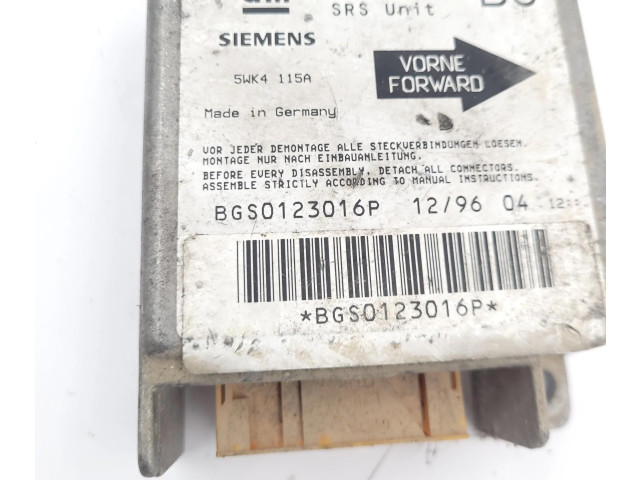 SRS Unit
SIEMENS
VORNE
FORWARD
5WK4 115A
Made in Germany
VOR JEDER DEMONTAGE ALLE STECKVERBINDUNGEN LOESEN.
MONTAGE NUR NACH EINBAUANLEITUNG.
BEFORE EVERY DISASSEMBLY, DETACH ALL CONNECTORS.
ASSEMBLE STRICTLY ACCORDING TO MANUAL INSTRUCTIONS.
BGS0123016P 12/96 04
*BGS0123016P*